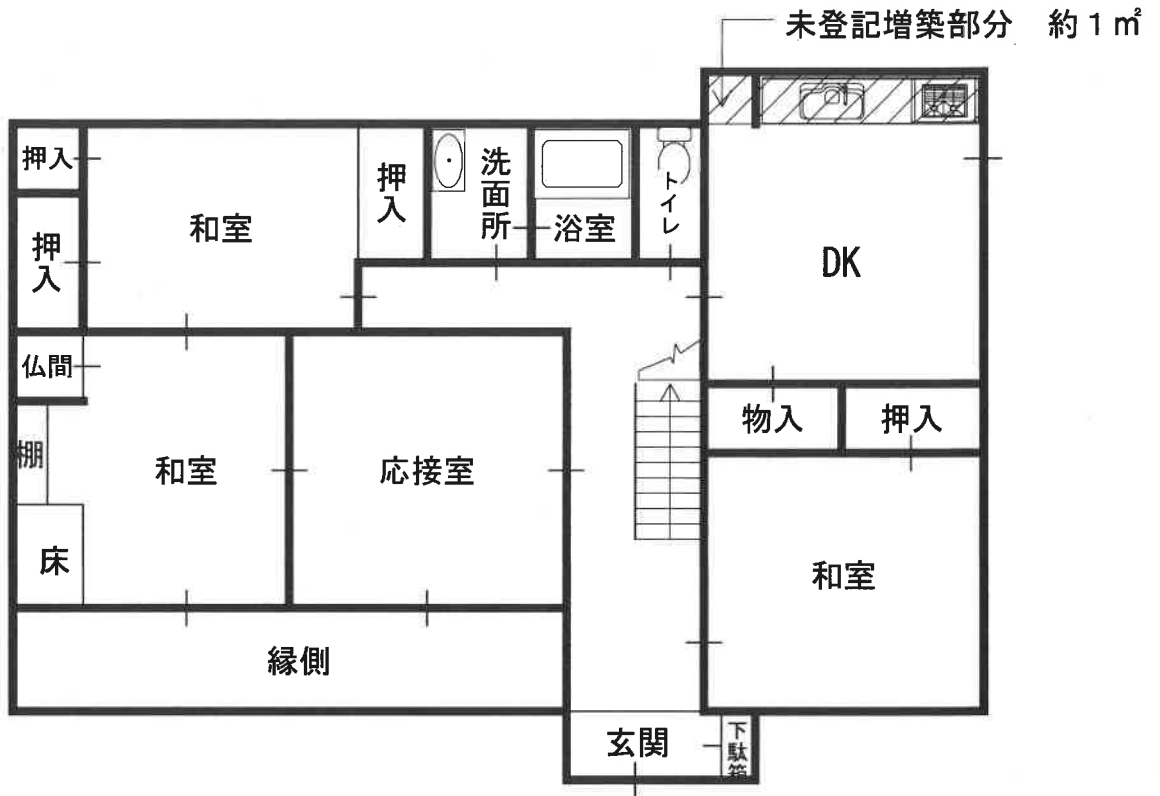 未登記増築部分　約１㎡
押入
和室
押入
洗面所
浴室
トイレ
DK
押入
仏間
物入
押入
棚
和室
応接室
床
和室
縁側
玄関
下駄箱